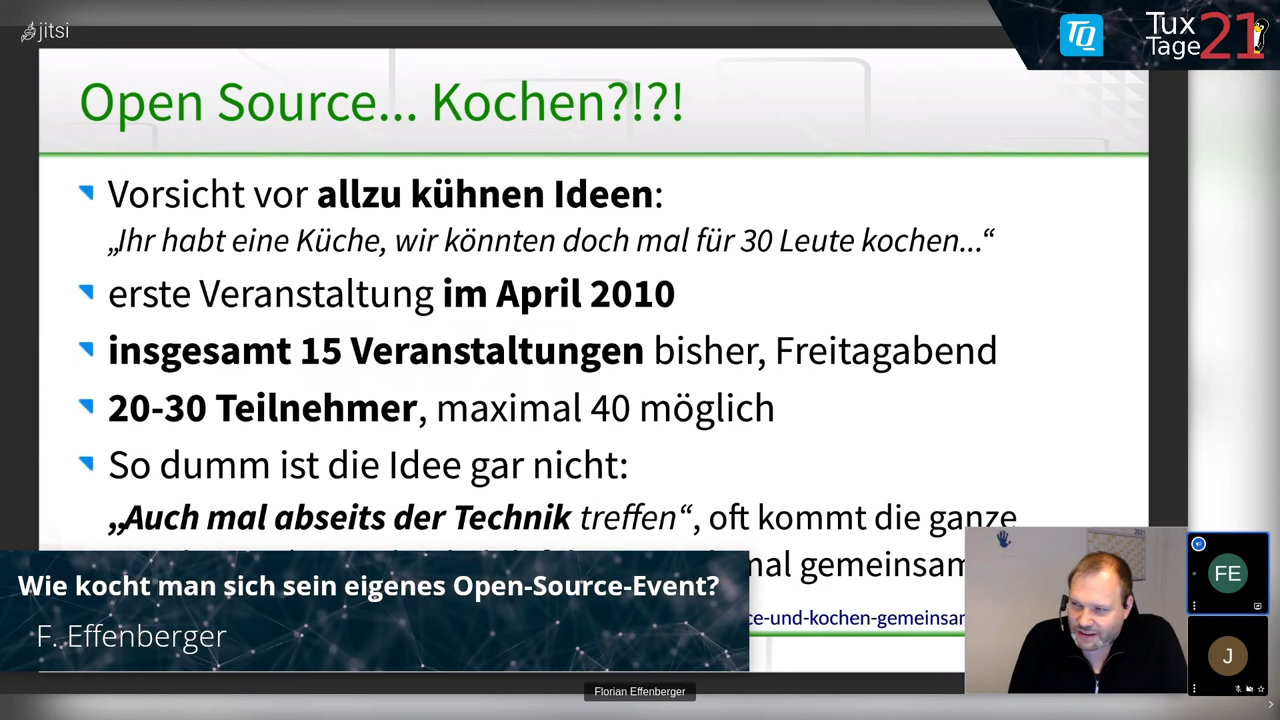 jitsi
TQ
Tux
Tage 21
Open Source... Kochen?!?!
Vorsicht vor allzu kühnen Ideen:
„Ihr habt eine Küche, wir könnten doch mal für 30 Leute kochen...“
erste Veranstaltung im April 2010
insgesamt 15 Veranstaltungen bisher, Freitagabend
20-30 Teilnehmer, maximal 40 möglich
So dumm ist die Idee gar nicht:
„Auch mal abseits der Technik treffen“, oft kommt die ganze
mal gemeinsam
ce-und-kochen-gemeinsam
Wie kocht man sich sein eigenes Open-Source-Event?
F. Effenberger
2021
FE
J
Florian Effenberger